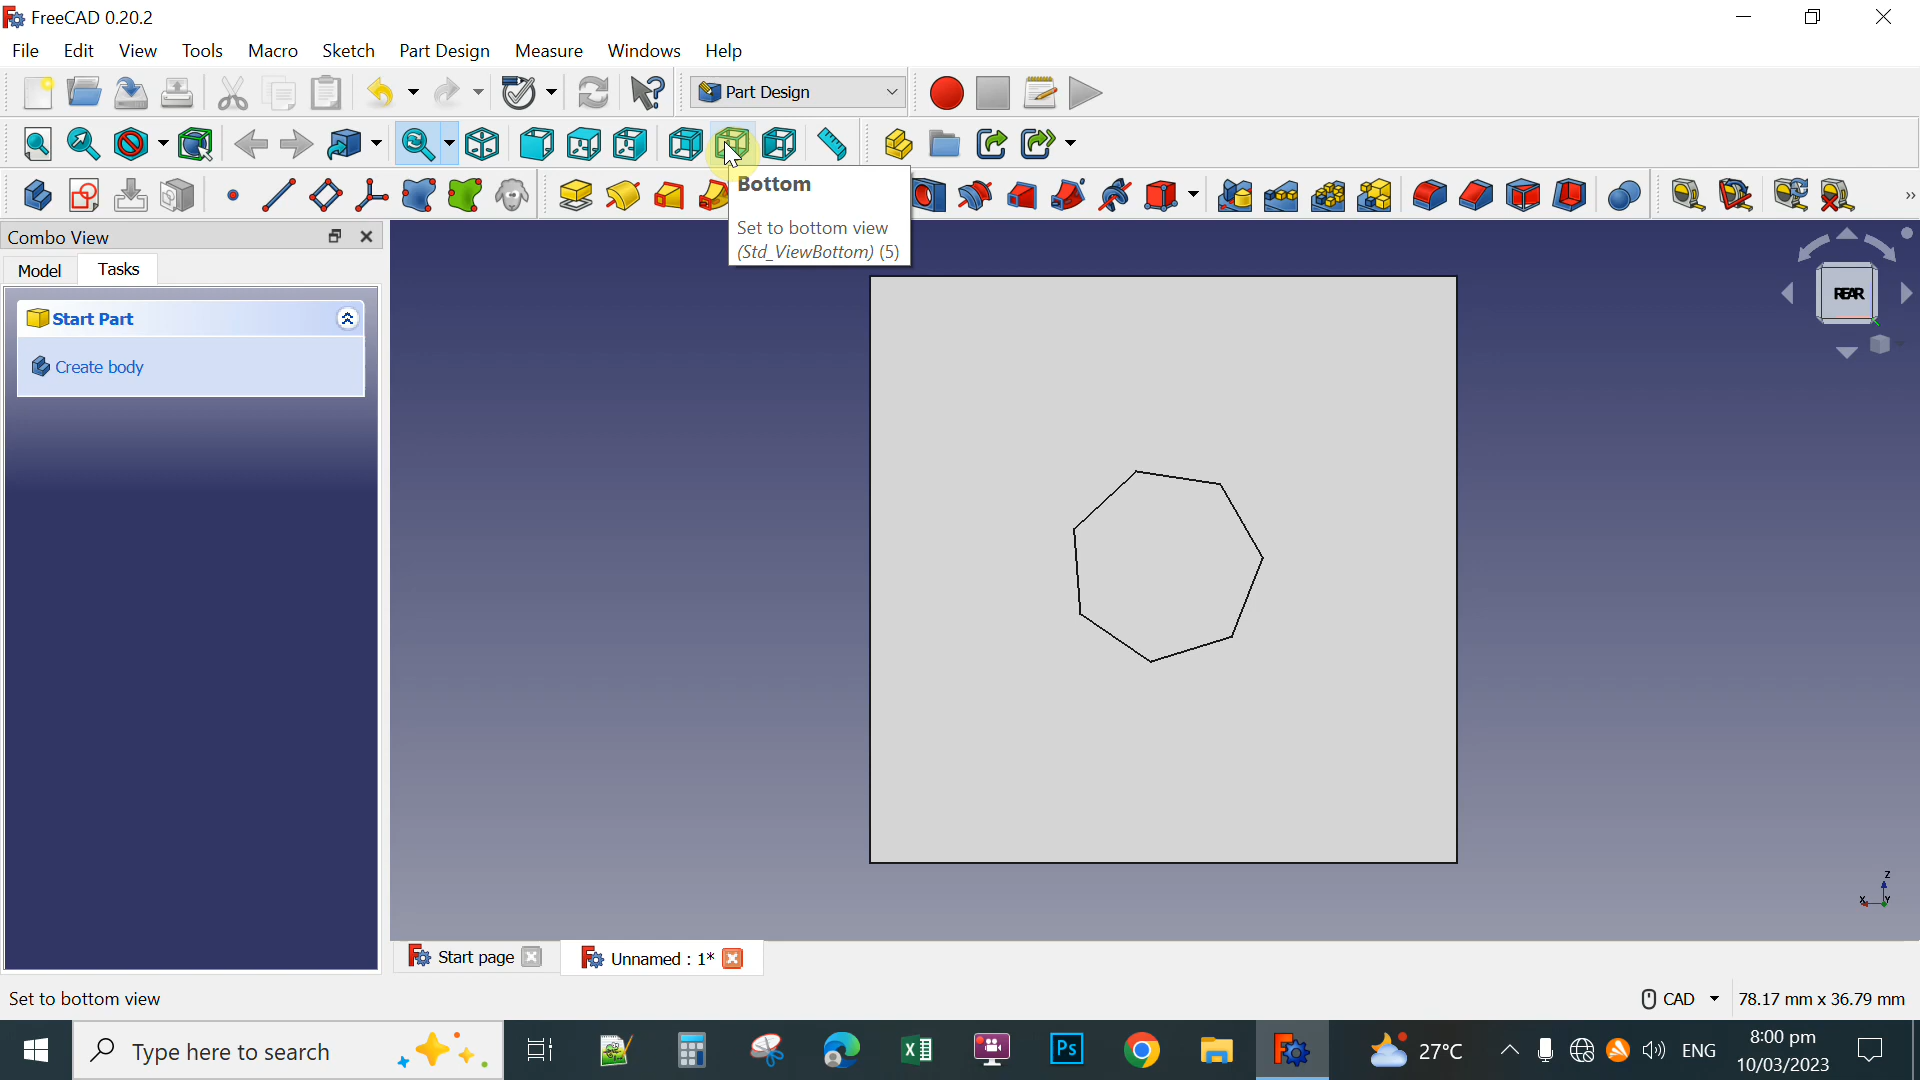 FreeCAD 0.20.2
File Edit View Tools Macro Sketch Part Design Measure Windows Help
Part Design
Bottom
Set to bottom view
(Std_ViewBottom) (5)
Combo View
Model Tasks
Start Part
Create body
REAR
Z
X Y
Start page Unnamed : 1*
Set to bottom view
CAD 78.17 mm x 36.79 mm
Type here to search
Ps
27°C
ENG
8:00 pm
10/03/2023